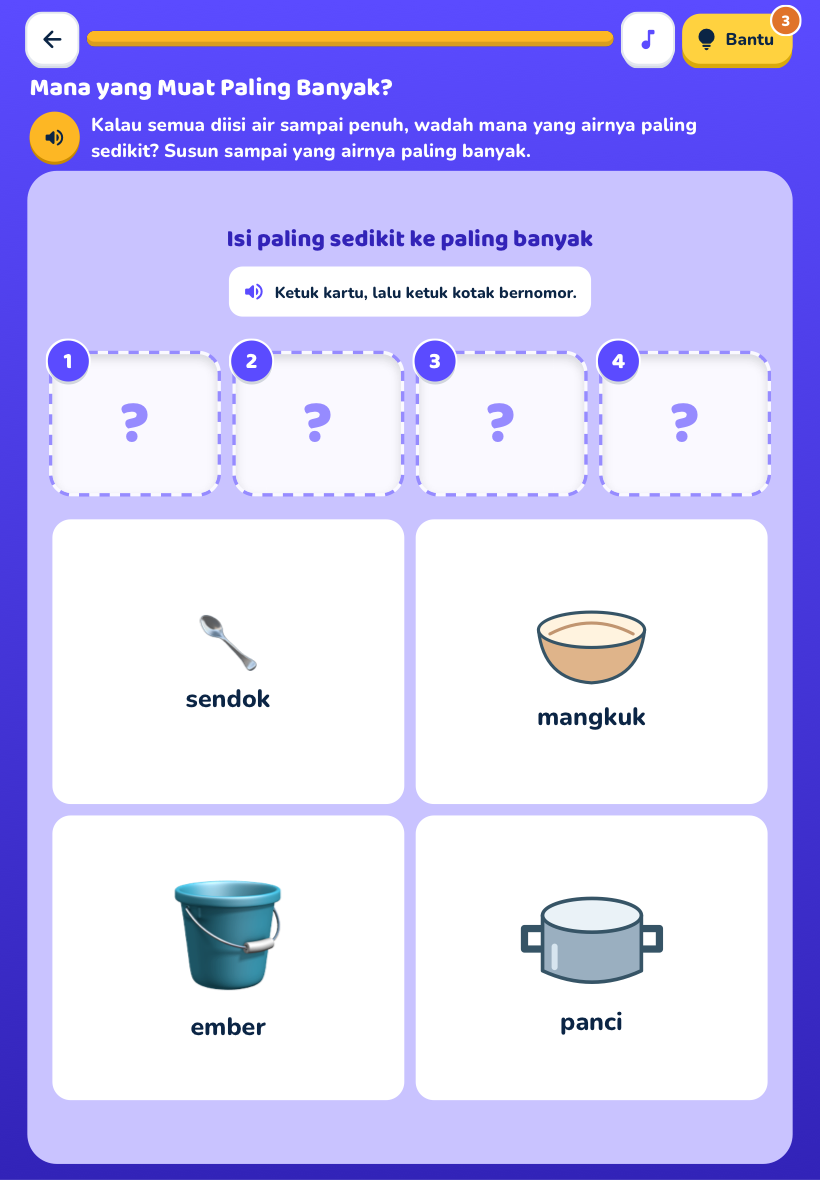 3
Bantu
Mana yang Muat Paling Banyak?
Kalau semua diisi air sampai penuh, wadah mana yang airnya paling
sedikit? Susun sampai yang airnya paling banyak.
Isi paling sedikit ke paling banyak
Ketuk kartu, lalu ketuk kotak bernomor.
1 2 3 4
? ? ? ?
sendok
mangkuk
ember
panci